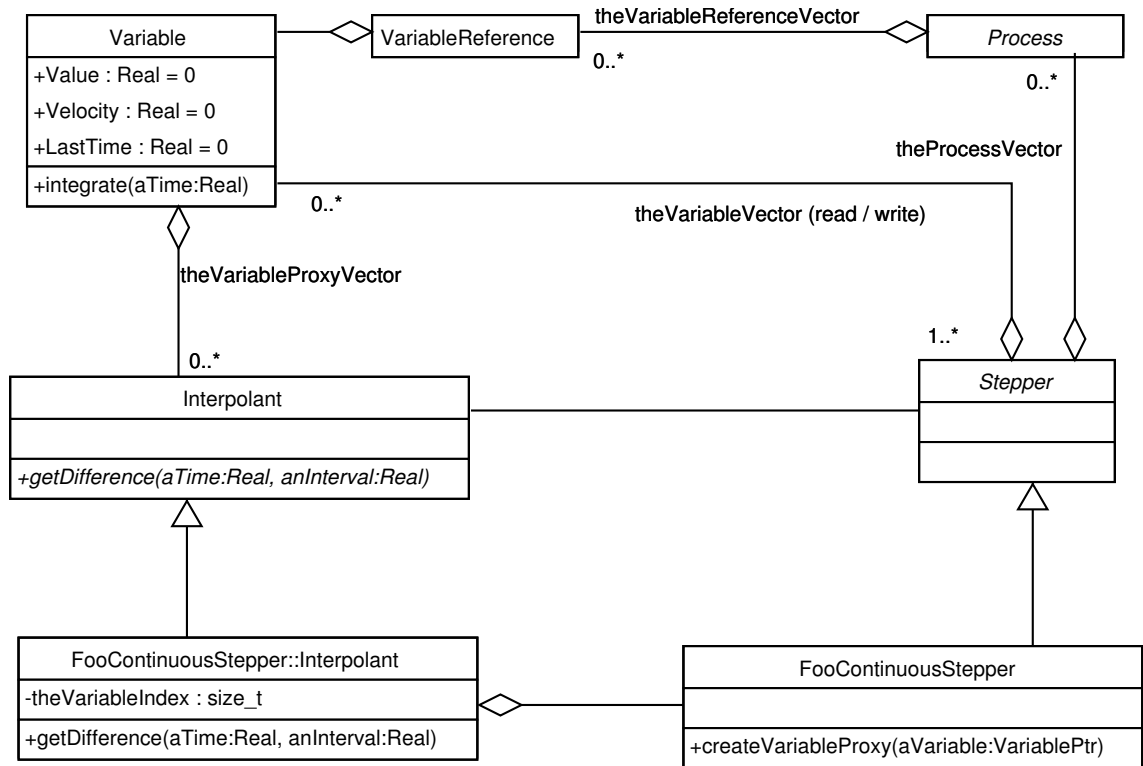 Variable
+Value : Real = 0
+Velocity : Real = 0
+LastTime : Real = 0
+integrate(aTime:Real)
VariableReference
theVariableReferenceVector
0..*
Process
0..*
theProcessVector
0..*
theVariableVector (read / write)
theVariableProxyVector
0..*
1..*
Interpolant
+getDifference(aTime:Real, anInterval:Real)
Stepper
FooContinuousStepper::Interpolant
-theVariableIndex : size_t
+getDifference(aTime:Real, anInterval:Real)
FooContinuousStepper
+createVariableProxy(aVariable:VariablePtr)